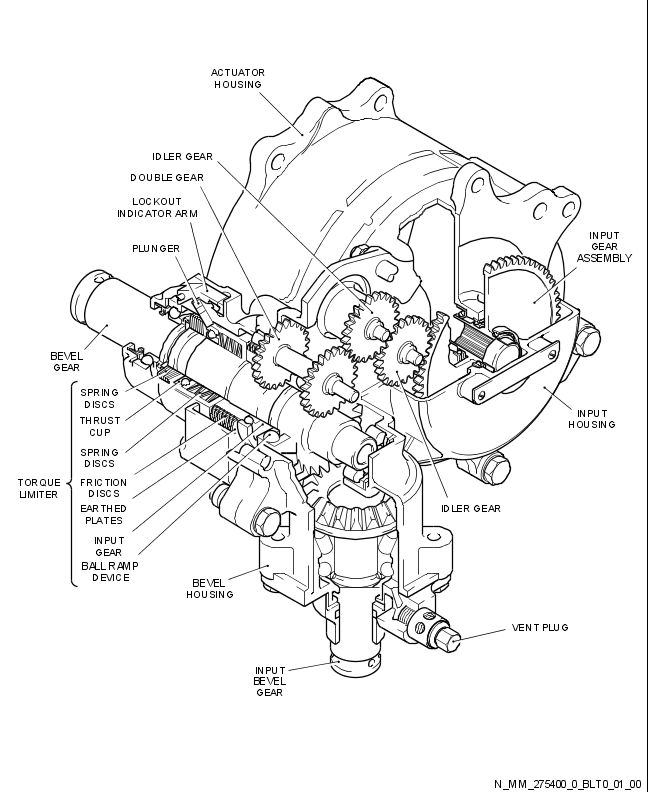 ACTUATOR
HOUSING
IDLER GEAR
DOUBLE GEAR
LOCKOUT
INDICATOR ARM
PLUNGER
INPUT
GEAR
ASSEMBLY
BEVEL
GEAR
SPRING
DISCS
THRUST
CUP
SPRING
DISCS
TORQUE
LIMITER
FRICTION
DISCS
EARTHED
PLATES
INPUT
GEAR
BALL RAMP
DEVICE
INPUT
HOUSING
IDLER GEAR
BEVEL
HOUSING
VENT PLUG
INPUT
BEVEL
GEAR
N_MM_275400_0_BLT0_01_00